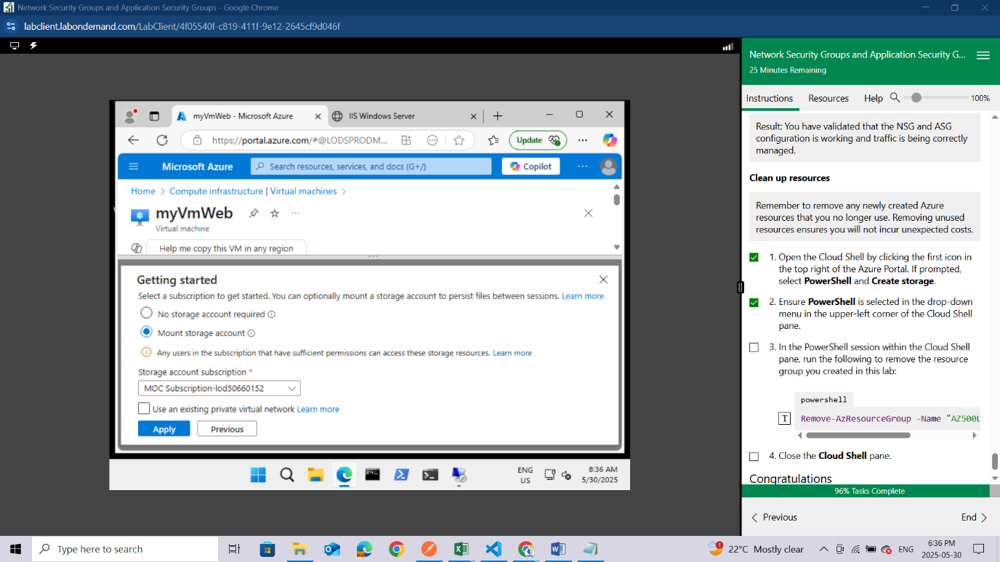 Network Security Groups and Application Security Groups - Google Chrome
labclient.labondemand.com/LabClient/4f05540f-c819-411f-9e12-2645cf9d046f
myVmWeb - Microsoft Azure
IIS Windows Server
https://portal.azure.com/#@LODSPRODM...
Update
Microsoft Azure
Search resources, services, and docs (G+/)
Copilot
Home > Compute infrastructure | Virtual machines >
myVmWeb
Virtual machine
Help me copy this VM in any region
Getting started
Select a subscription to get started. You can optionally mount a storage account to persist files between sessions. Learn more
No storage account required
Mount storage account
Any users in the subscription that have sufficient permissions can access these storage resources. Learn more
Storage account subscription *
MOC Subscription-lod50660152
Use an existing private virtual network Learn more
Apply
Previous
ENG
US
8:36 AM
5/30/2025
Network Security Groups and Application Security G...
25 Minutes Remaining
Instructions
Resources
Help
100%
Result: You have validated that the NSG and ASG
configuration is working and traffic is being correctly
managed.
Clean up resources
Remember to remove any newly created Azure
resources that you no longer use. Removing unused
resources ensures you will not incur unexpected costs.
1. Open the Cloud Shell by clicking the first icon in
the top right of the Azure Portal. If prompted,
select PowerShell and Create storage.
2. Ensure PowerShell is selected in the drop-down
menu in the upper-left corner of the Cloud Shell
pane.
3. In the PowerShell session within the Cloud Shell
pane, run the following to remove the resource
group you created in this lab:
powershell
T
Remove-AzResourceGroup -Name "AZ500L
4. Close the Cloud Shell pane.
Congratulations
96% Tasks Complete
Previous
End
Type here to search
1
22°C Mostly clear
ENG
6:36 PM
2025-05-30